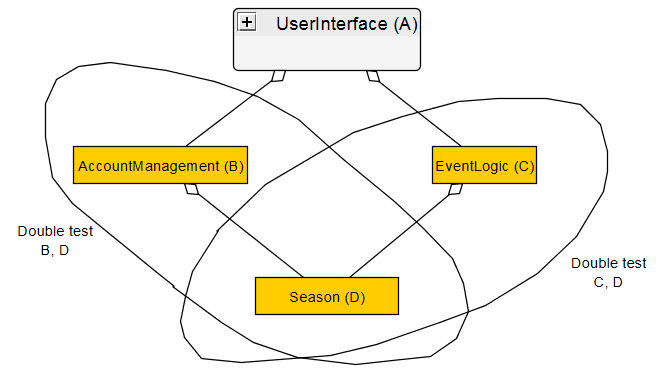 UserInterface (A)
AccountManagement (B)
EventLogic (C)
Double test
B, D
Double test
C, D
Season (D)